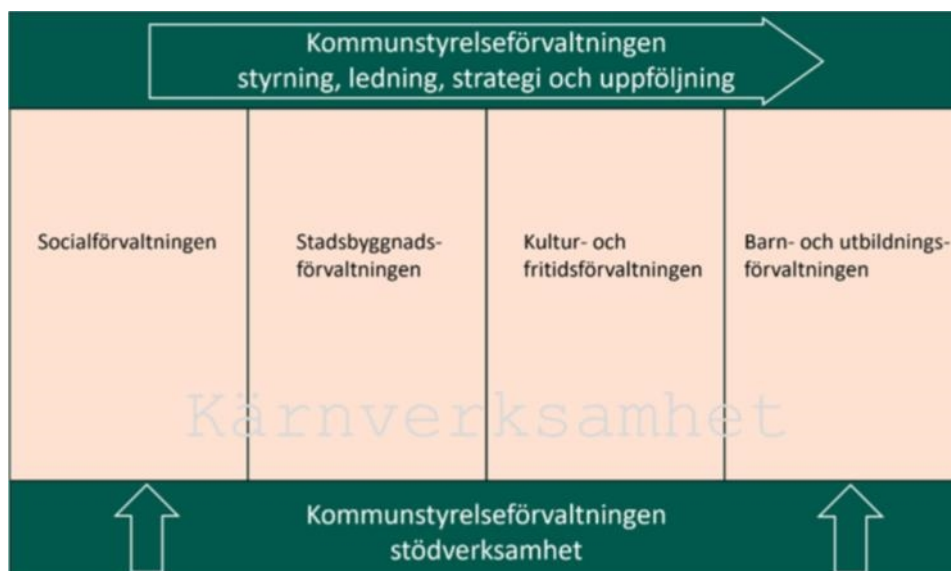 Kommunstyrelseförvaltningen
styrning, ledning, strategi och uppföljning
Socialförvaltningen
Stadsbyggnads-
förvaltningen
Kultur- och
fritidsförvaltningen
Barn- och utbildnings-
förvaltningen
Kärnverksamhet
Kommunstyrelseförvaltningen
stödverksamhet